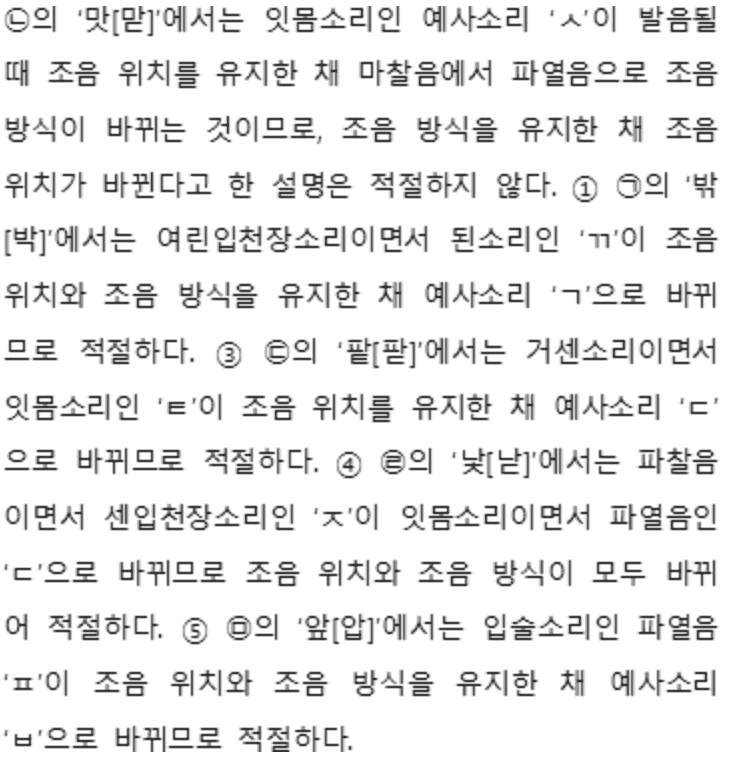 ㉡의 ‘맛[맏]’에서는 잇몸소리인 예사소리 ‘ㅅ’이 발음될
때 조음 위치를 유지한 채 마찰음에서 파열음으로 조음
방식이 바뀌는 것이므로, 조음 방식을 유지한 채 조음
위치가 바뀐다고 한 설명은 적절하지 않다. ① ㉠의 ‘밖
[박]’에서는 여린입천장소리이면서 된소리인 ‘ㄲ’이 조음
위치와 조음 방식을 유지한 채 예사소리 ‘ㄱ’으로 바뀌
므로 적절하다. ③ ㉢의 ‘팥[팓]’에서는 거센소리이면서
잇몸소리인 ‘ㅌ’이 조음 위치를 유지한 채 예사소리 ‘ㄷ’
으로 바뀌므로 적절하다. ④ ㉣의 ‘낯[낟]’에서는 파찰음
이면서 센입천장소리인 ‘ㅈ’이 잇몸소리이면서 파열음인
‘ㄷ’으로 바뀌므로 조음 위치와 조음 방식이 모두 바뀌
어 적절하다. ⑤ ㉤의 ‘앞[압]’에서는 입술소리인 파열음
‘ㅍ’이 조음 위치와 조음 방식을 유지한 채 예사소리
‘ㅂ’으로 바뀌므로 적절하다.